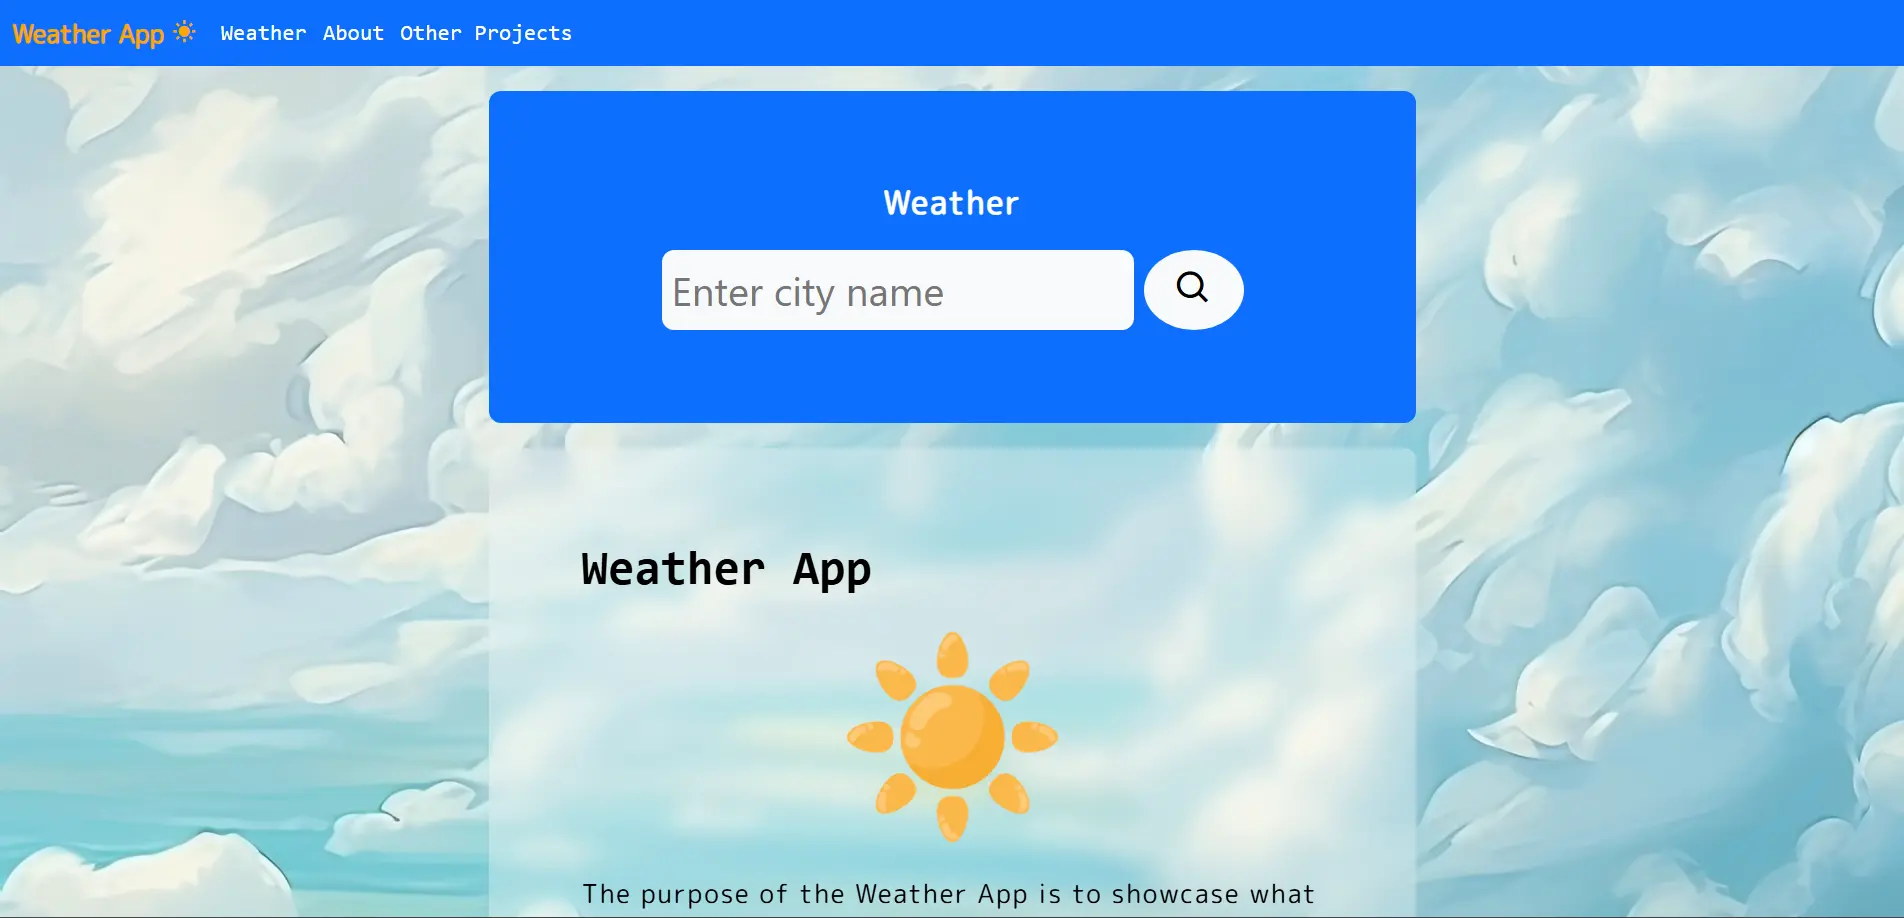 Weather App Weather About Other Projects
Weather
Enter city name
Weather App
The purpose of the Weather App is to showcase what